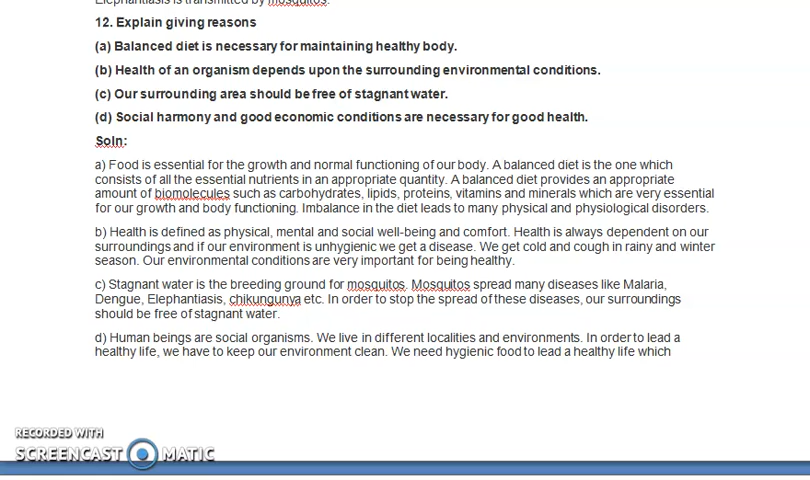 Elephantiasis is transmitted by mosquitos.
12. Explain giving reasons
(a) Balanced diet is necessary for maintaining healthy body.
(b) Health of an organism depends upon the surrounding environmental conditions.
(c) Our surrounding area should be free of stagnant water.
(d) Social harmony and good economic conditions are necessary for good health.
Soln:
a) Food is essential for the growth and normal functioning of our body. A balanced diet is the one which
consists of all the essential nutrients in an appropriate quantity. A balanced diet provides an appropriate
amount of biomolecules such as carbohydrates, lipids, proteins, vitamins and minerals which are very essential
for our growth and body functioning. Imbalance in the diet leads to many physical and physiological disorders.
b) Health is defined as physical, mental and social well-being and comfort. Health is always dependent on our
surroundings and if our environment is unhygienic we get a disease. We get cold and cough in rainy and winter
season. Our environmental conditions are very important for being healthy.
c) Stagnant water is the breeding ground for mosquitos. Mosquitos spread many diseases like Malaria,
Dengue, Elephantiasis, chikungunya etc. In order to stop the spread of these diseases, our surroundings
should be free of stagnant water.
d) Human beings are social organisms. We live in different localities and environments. In order to lead a
healthy life, we have to keep our environment clean. We need hygienic food to lead a healthy life which
RECORDED WITH
SCREENCAST MATIC